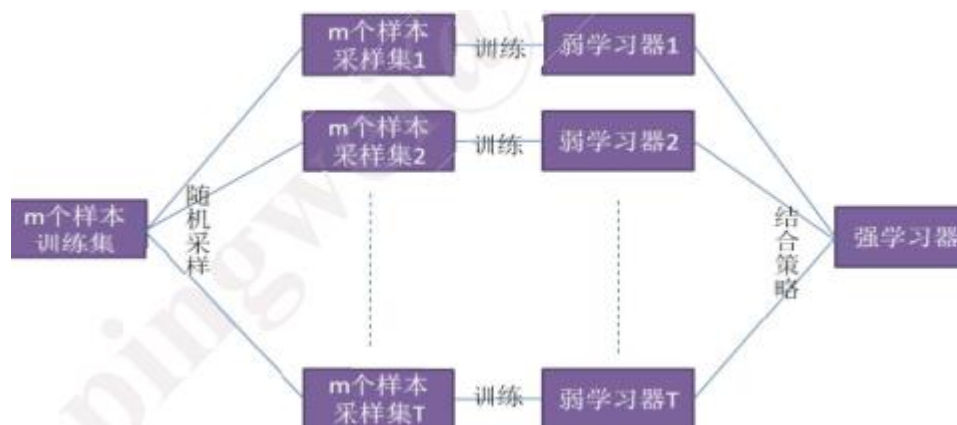 m个样本
采样集1
训练
弱学习器1
m个样本
采样集2
训练
弱学习器2
m个样本
训练集
随机采样
结合策略
强学习器
m个样本
采样集T
训练
弱学习器T
pingwei@